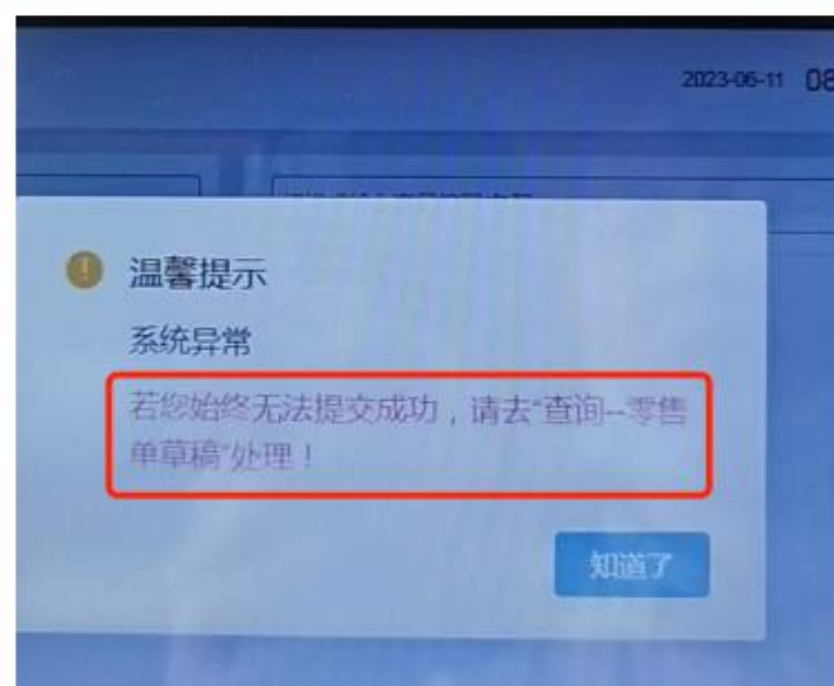 2023-06-11 08
温馨提示
系统异常
若您始终无法提交成功，请去“查询--零售
单草稿”处理！
知道了